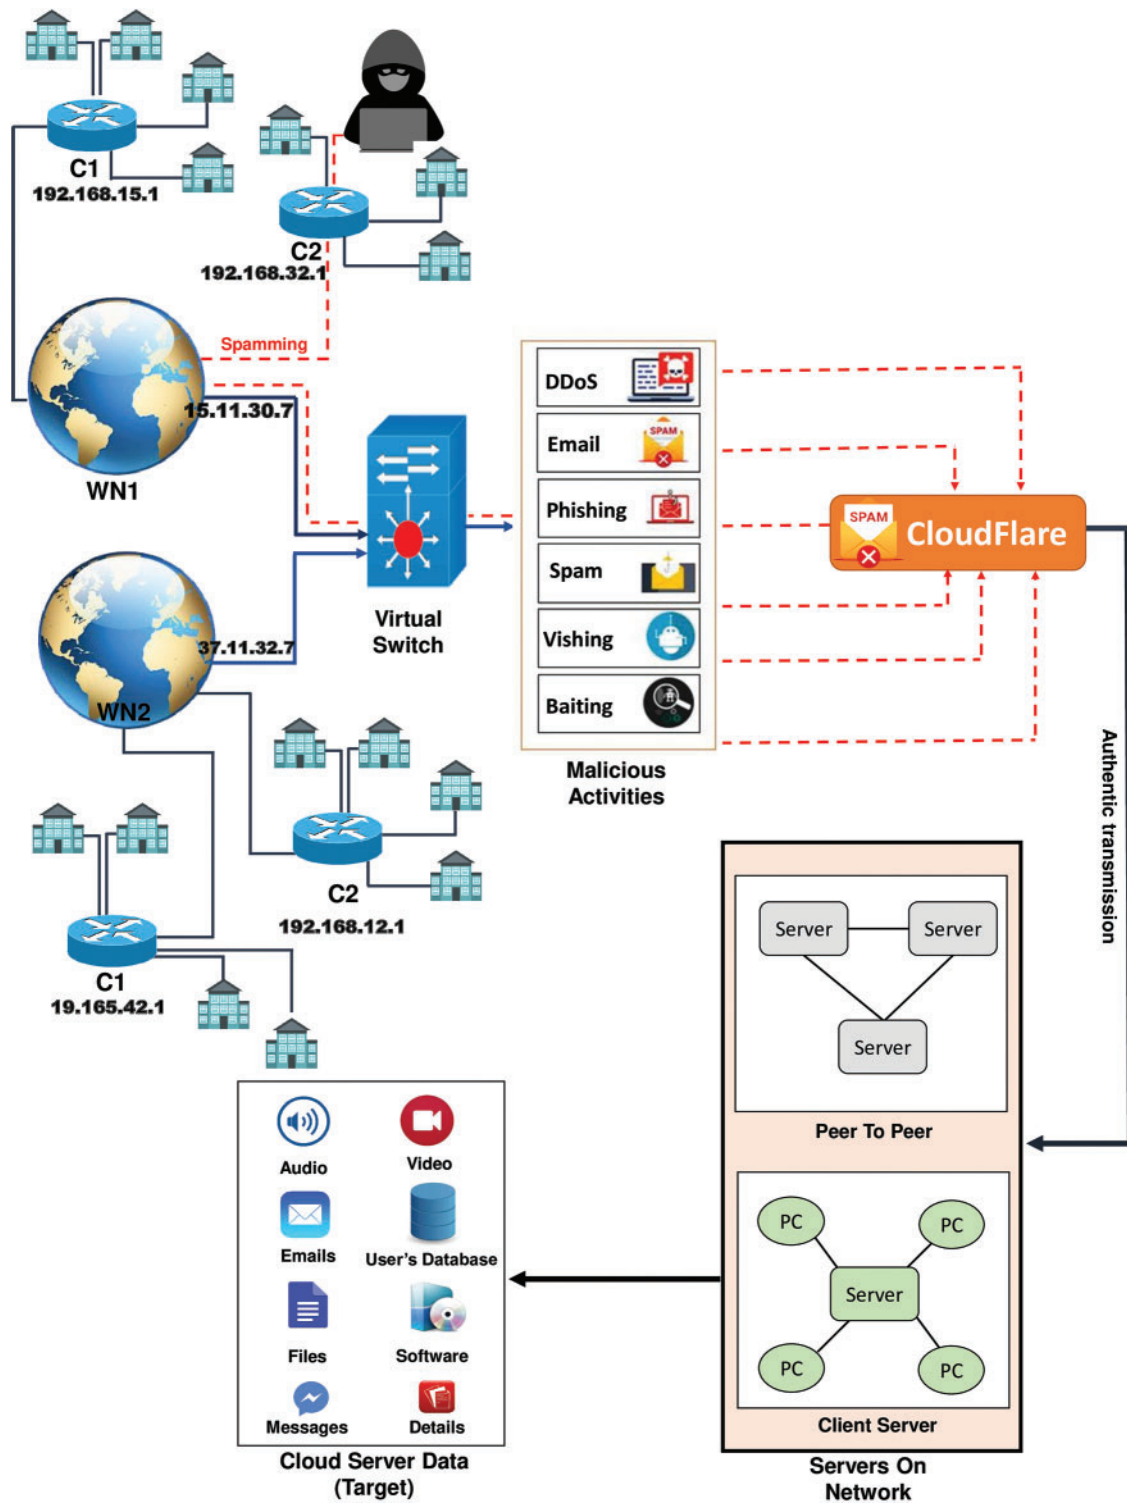 C1
192.168.15.1
C2
192.168.32.1
Spamming
15.11.30.7
WN1
37.11.32.7
WN2
Virtual
Switch
DDoS
Email
SPAM
Phishing
Spam
Vishing
Baiting
Malicious
Activities
SPAM
CloudFlare
Authentic transmission
C2
192.168.12.1
C1
19.165.42.1
Server
Server
Server
Peer To Peer
PC
PC
Server
PC
PC
Client Server
Servers On
Network
Audio
Video
Emails
User's Database
Files
Software
Messages
Details
Cloud Server Data
(Target)